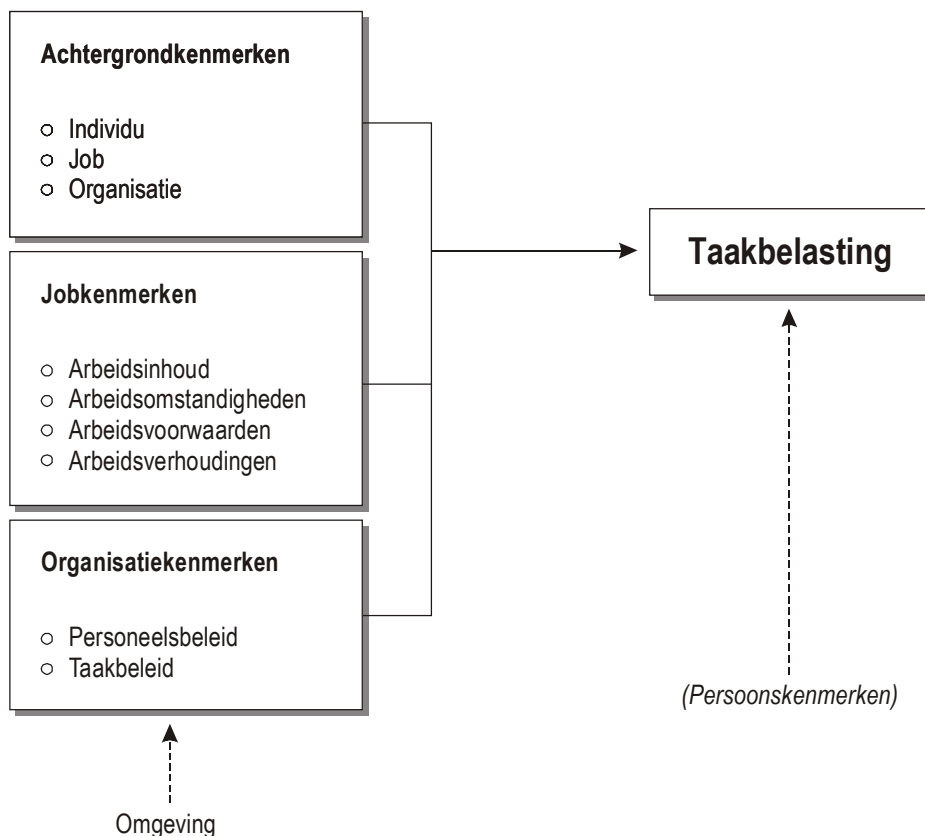 Achtergrondkenmerken
○ Individu
○ Job
○ Organisatie
Jobkenmerken
○ Arbeidsinhoud
○ Arbeidsomstandigheden
○ Arbeidsvoorwaarden
○ Arbeidsverhoudingen
Organisatiekenmerken
○ Personeelsbeleid
○ Taakbeleid
Omgeving
Taakbelasting
(Persoonskenmerken)